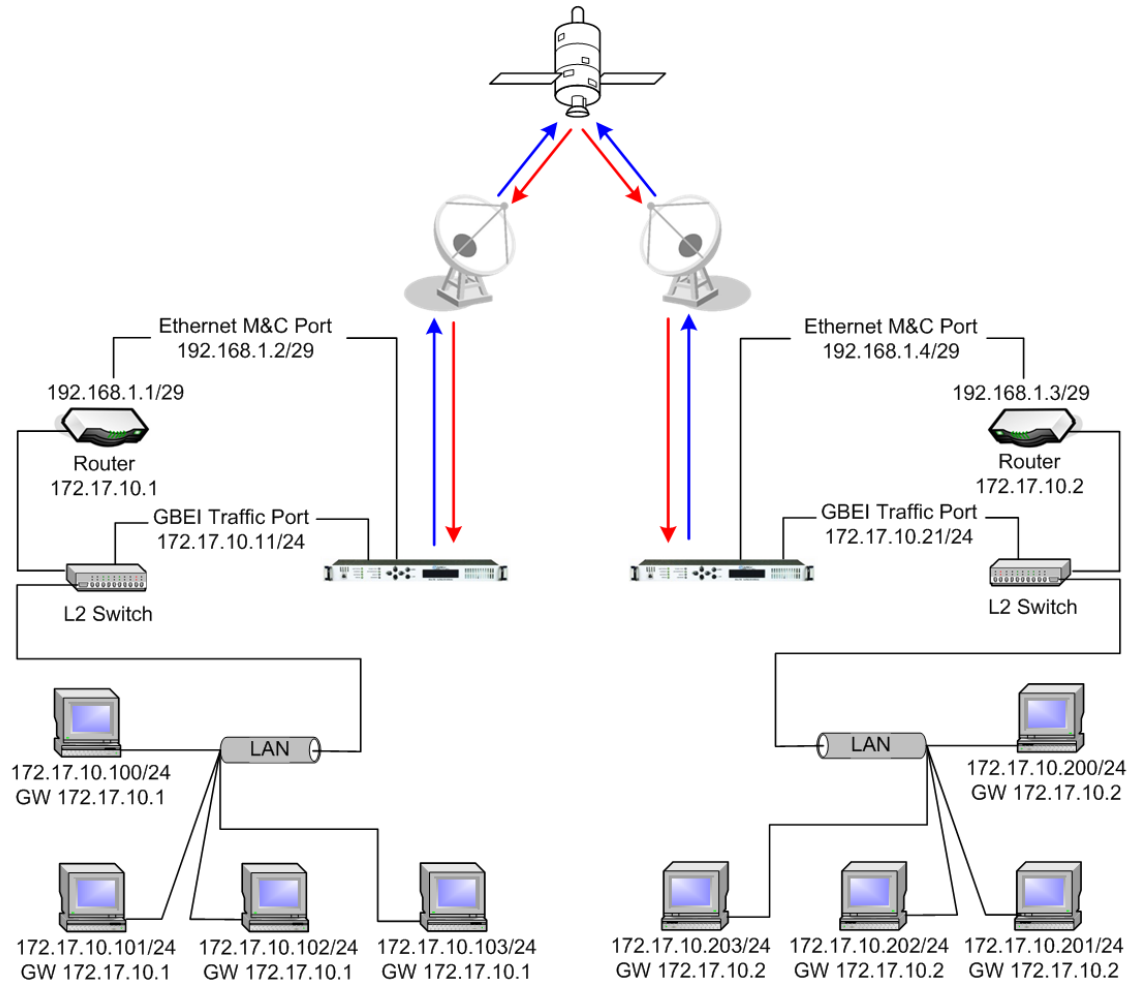 Ethernet M&C Port
192.168.1.2/29
Ethernet M&C Port
192.168.1.4/29
192.168.1.1/29
192.168.1.3/29
Router
172.17.10.1
Router
172.17.10.2
GBEI Traffic Port
172.17.10.11/24
GBEI Traffic Port
172.17.10.21/24
L2 Switch
L2 Switch
LAN
LAN
172.17.10.100/24
GW 172.17.10.1
172.17.10.200/24
GW 172.17.10.2
172.17.10.101/24
GW 172.17.10.1
172.17.10.102/24
GW 172.17.10.1
172.17.10.103/24
GW 172.17.10.1
172.17.10.203/24
GW 172.17.10.2
172.17.10.202/24
GW 172.17.10.2
172.17.10.201/24
GW 172.17.10.2